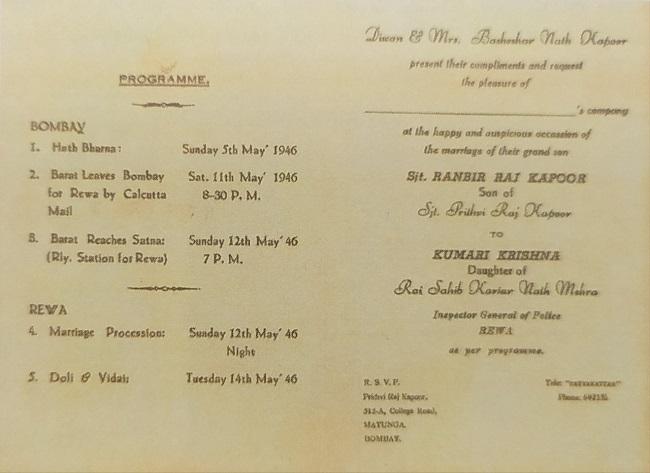 PROGRAMME.
BOMBAY
1. Hath Bharna: Sunday 5th May' 1946
2. Barat Leaves Bombay Sat. 11th May' 1946
for Rewa by Calcutta 8-30 P. M.
Mail
3. Barat Reaches Satna: Sunday 12th May' 46
(Rly. Station for Rewa) 7 P. M.
REWA
4. Marriage Procession: Sunday 12th May' 46
Night
5. Doli & Vidai: Tuesday 14th May' 46
Diwan & Mrs. Basheshar Nath Kapoor
present their compliments and request
the pleasure of
's company
at the happy and auspicious occassion of
the marriage of their grand son
Sjt. RANBIR RAJ KAPOOR
Son of
Sjt. Prithvi Raj Kapoor
TO
KUMARI KRISHNA
Daughter of
Rai Sahib Kartar Nath Mehra
Inspector General of Police
REWA
as per programme.
R. S. V. P.
Prithvi Raj Kapoor,
College Road,
MATUNGA.
BOMBAY.
Tele:
Phone: